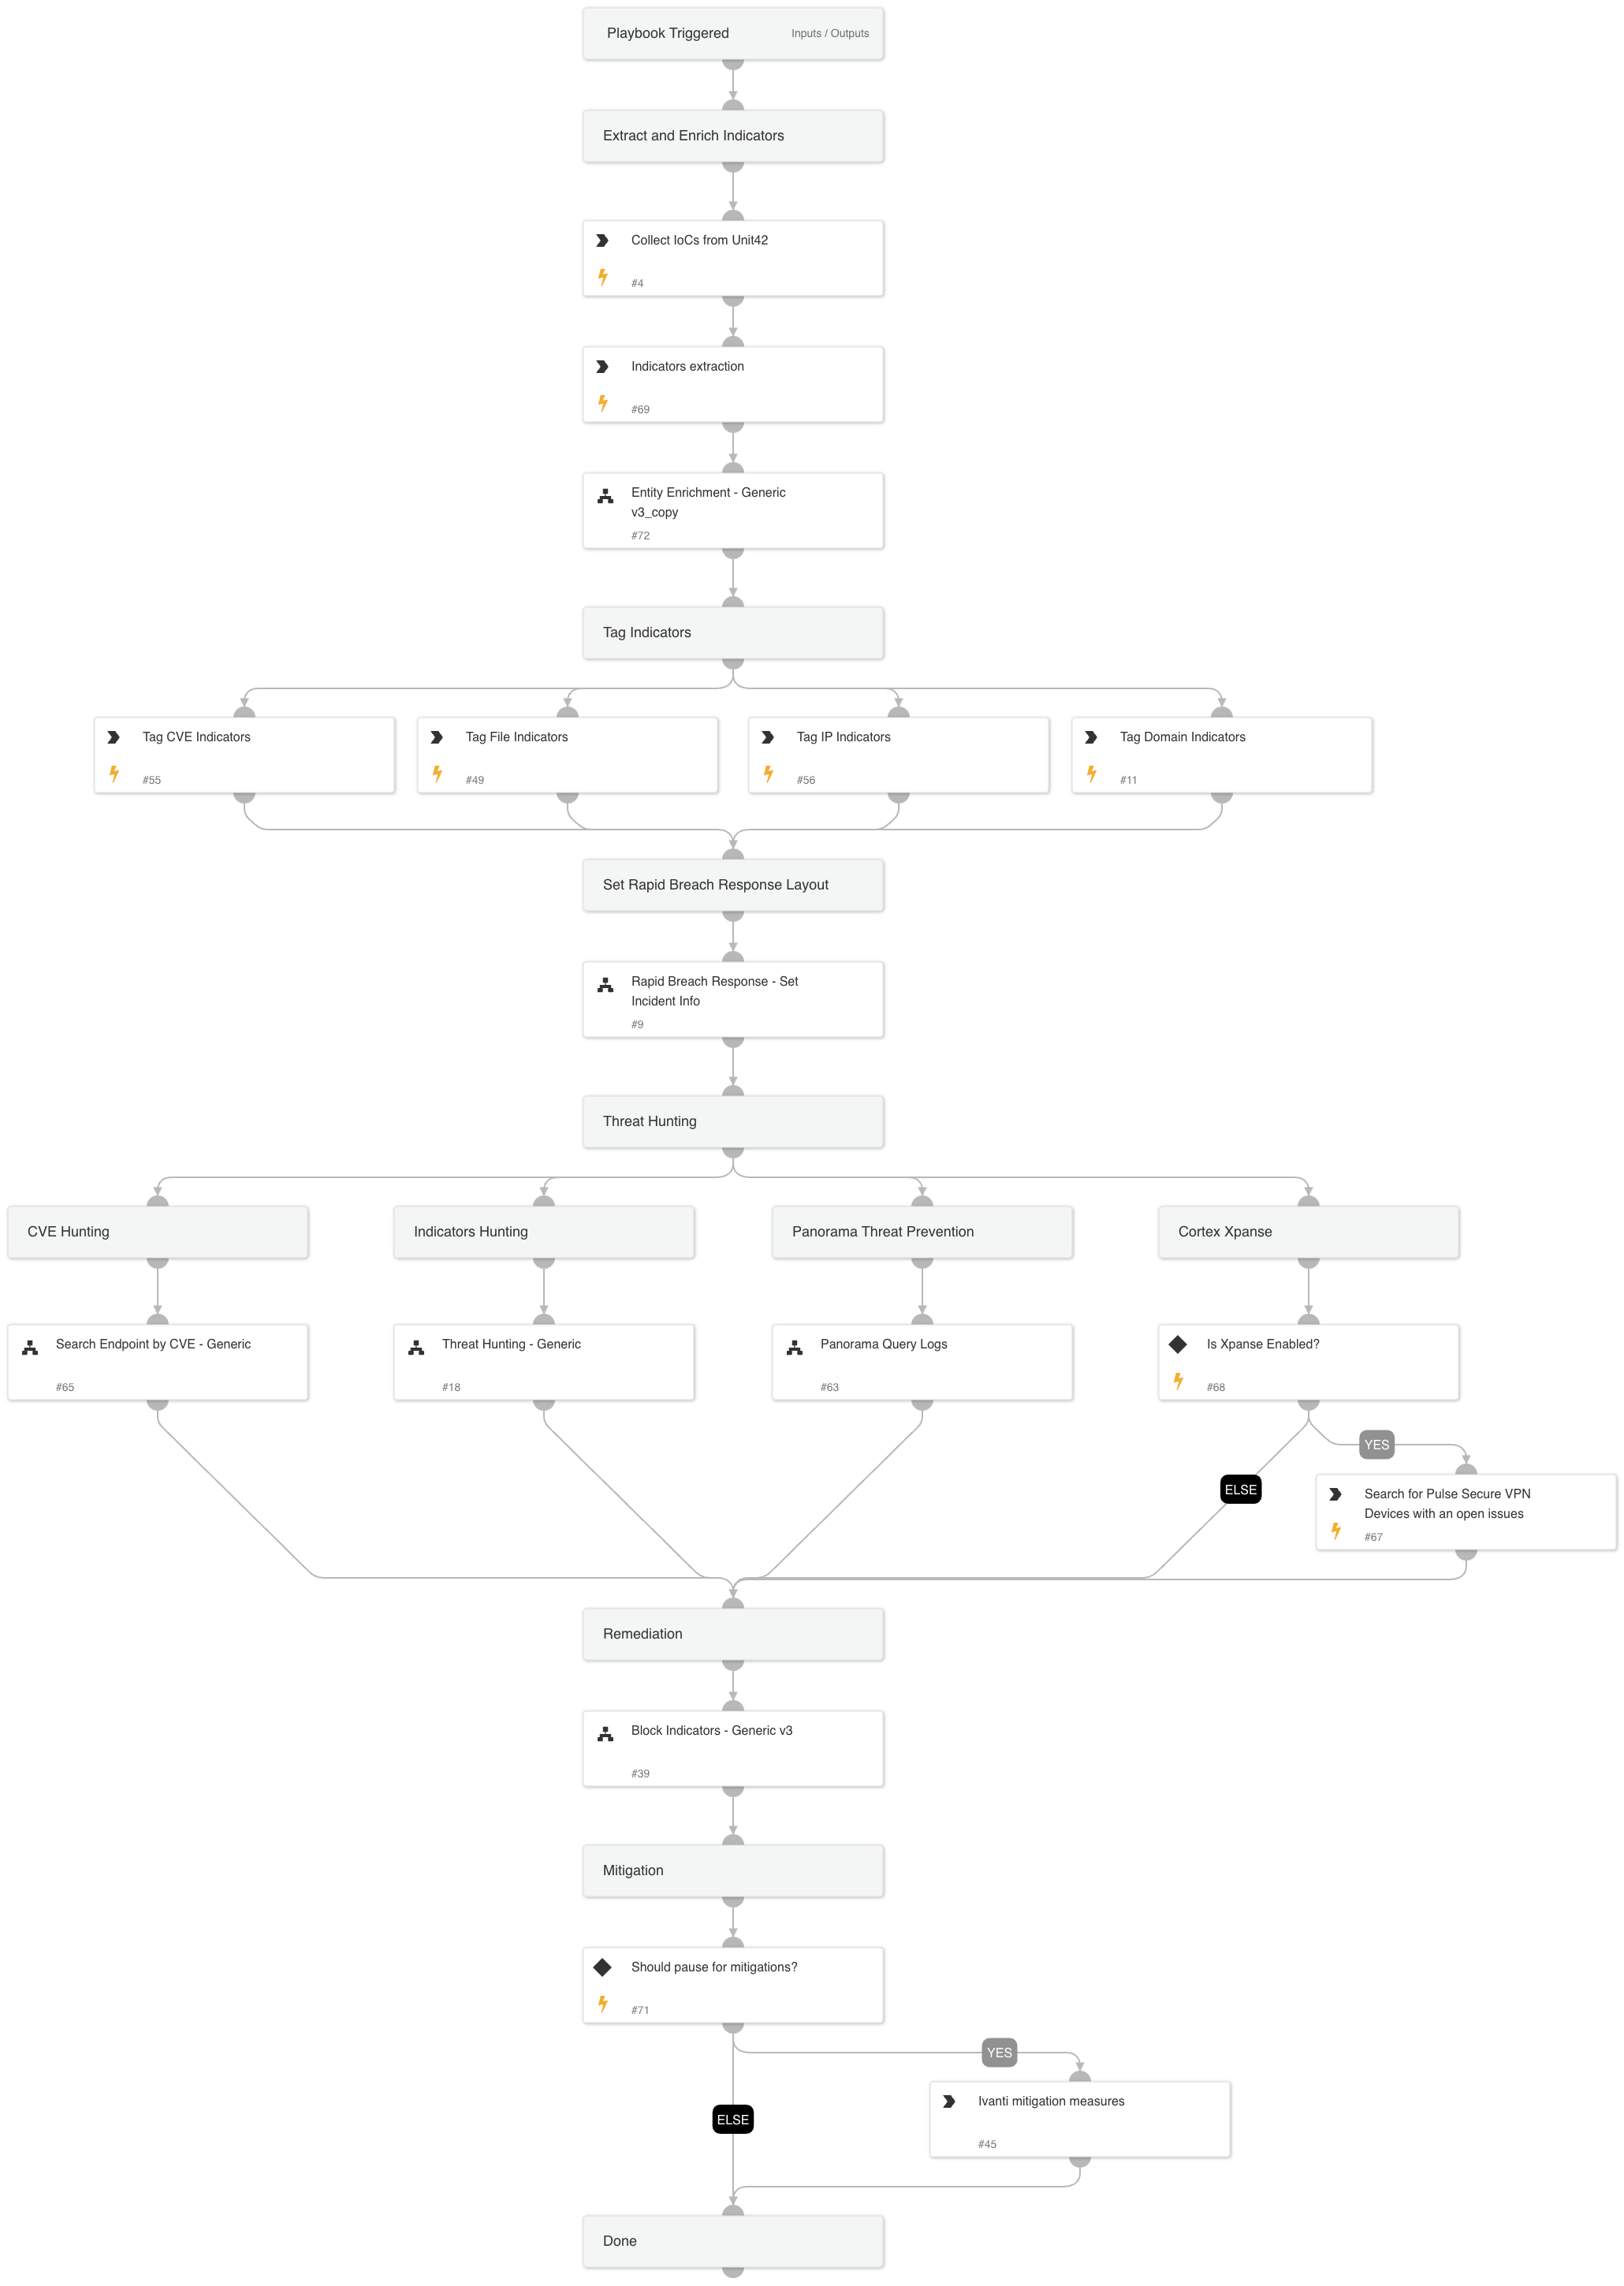 Playbook Triggered
Inputs / Outputs
Extract and Enrich Indicators
Collect IoCs from Unit42
#4
Indicators extraction
#69
Entity Enrichment - Generic
v3_copy
#72
Tag Indicators
Tag CVE Indicators
#55
Tag File Indicators
#49
Tag IP Indicators
#56
Tag Domain Indicators
#11
Set Rapid Breach Response Layout
Rapid Breach Response - Set
Incident Info
#9
Threat Hunting
CVE Hunting
Indicators Hunting
Panorama Threat Prevention
Cortex Xpanse
Search Endpoint by CVE - Generic
#65
Threat Hunting - Generic
#18
Panorama Query Logs
#63
Is Xpanse Enabled?
#68
YES
ELSE
Search for Pulse Secure VPN
Devices with an open issues
#67
Remediation
Block Indicators - Generic v3
#39
Mitigation
Should pause for mitigations?
#71
YES
Ivanti mitigation measures
#45
ELSE
Done